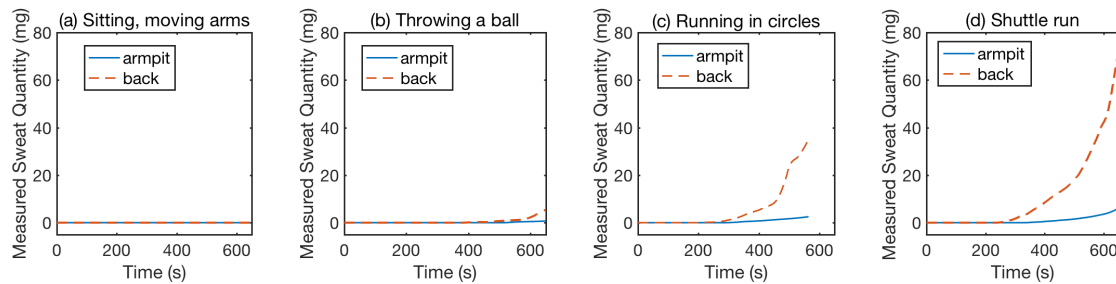 (a) Sitting, moving arms
Measured Sweat Quantity (mg)
80
60
40
20
0
armpit
back
0
200
400
600
Time (s)
(b) Throwing a ball
Measured Sweat Quantity (mg)
80
60
40
20
0
armpit
back
0
200
400
600
Time (s)
(c) Running in circles
Measured Sweat Quantity (mg)
80
60
40
20
0
armpit
back
0
200
400
600
Time (s)
(d) Shuttle run
Measured Sweat Quantity (mg)
80
60
40
20
0
armpit
back
0
200
400
600
Time (s)